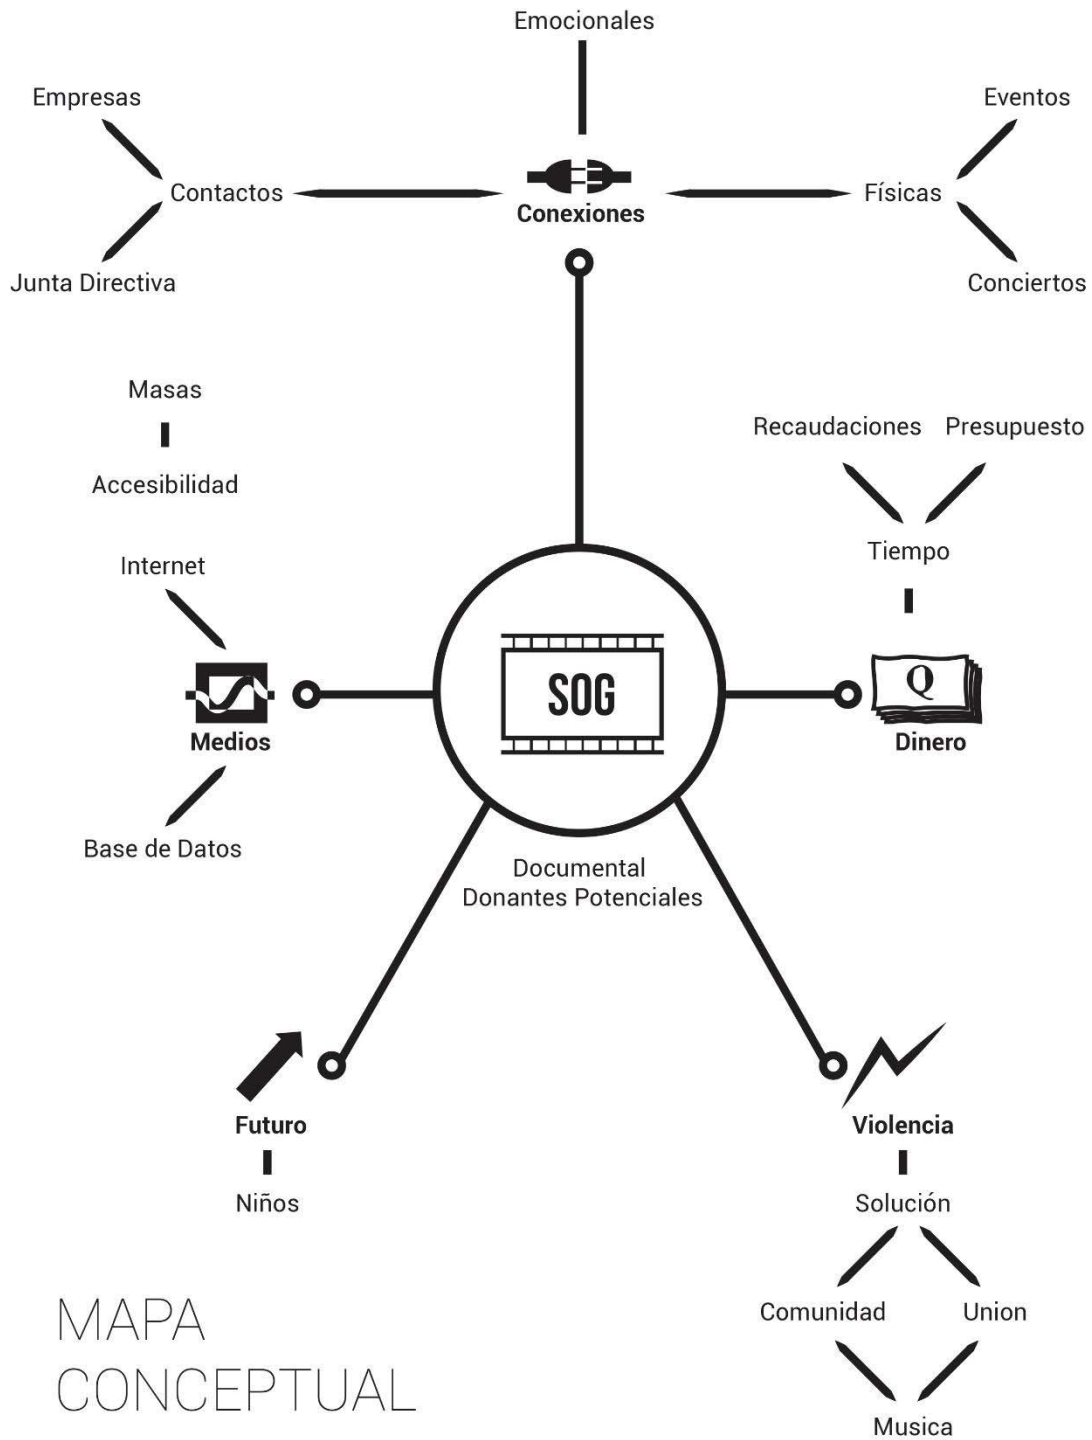 Emocionales
Empresas
Eventos
Contactos
Físicas
Conexiones
Junta Directiva
Conciertos
Masas
Recaudaciones
Presupuesto
Accesibilidad
Tiempo
Internet
Q
SOG
Medios
Dinero
Base de Datos
Documental
Donantes Potenciales
Futuro
Violencia
Niños
Solución
Comunidad
Union
Musica
MAPA
CONCEPTUAL